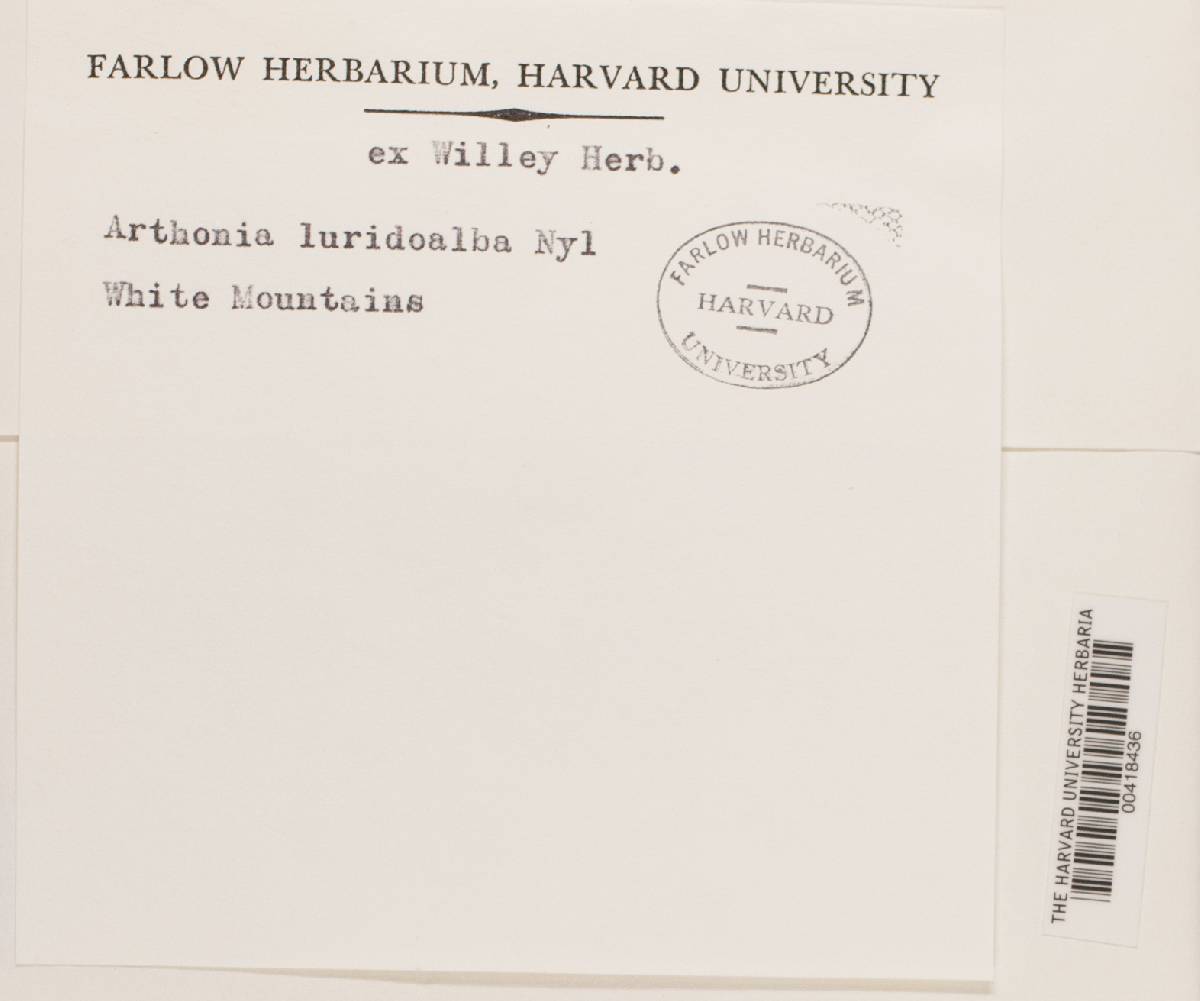 FARLOW HERBARIUM, HARVARD UNIVERSITY
ex Willey Herb.
Arthonia luridoalba Nyl
White Mountains
FARLOW HERBARIUM
HARVARD
UNIVERSITY
THE HARVARD UNIVERSITY HERBARIA
00418436